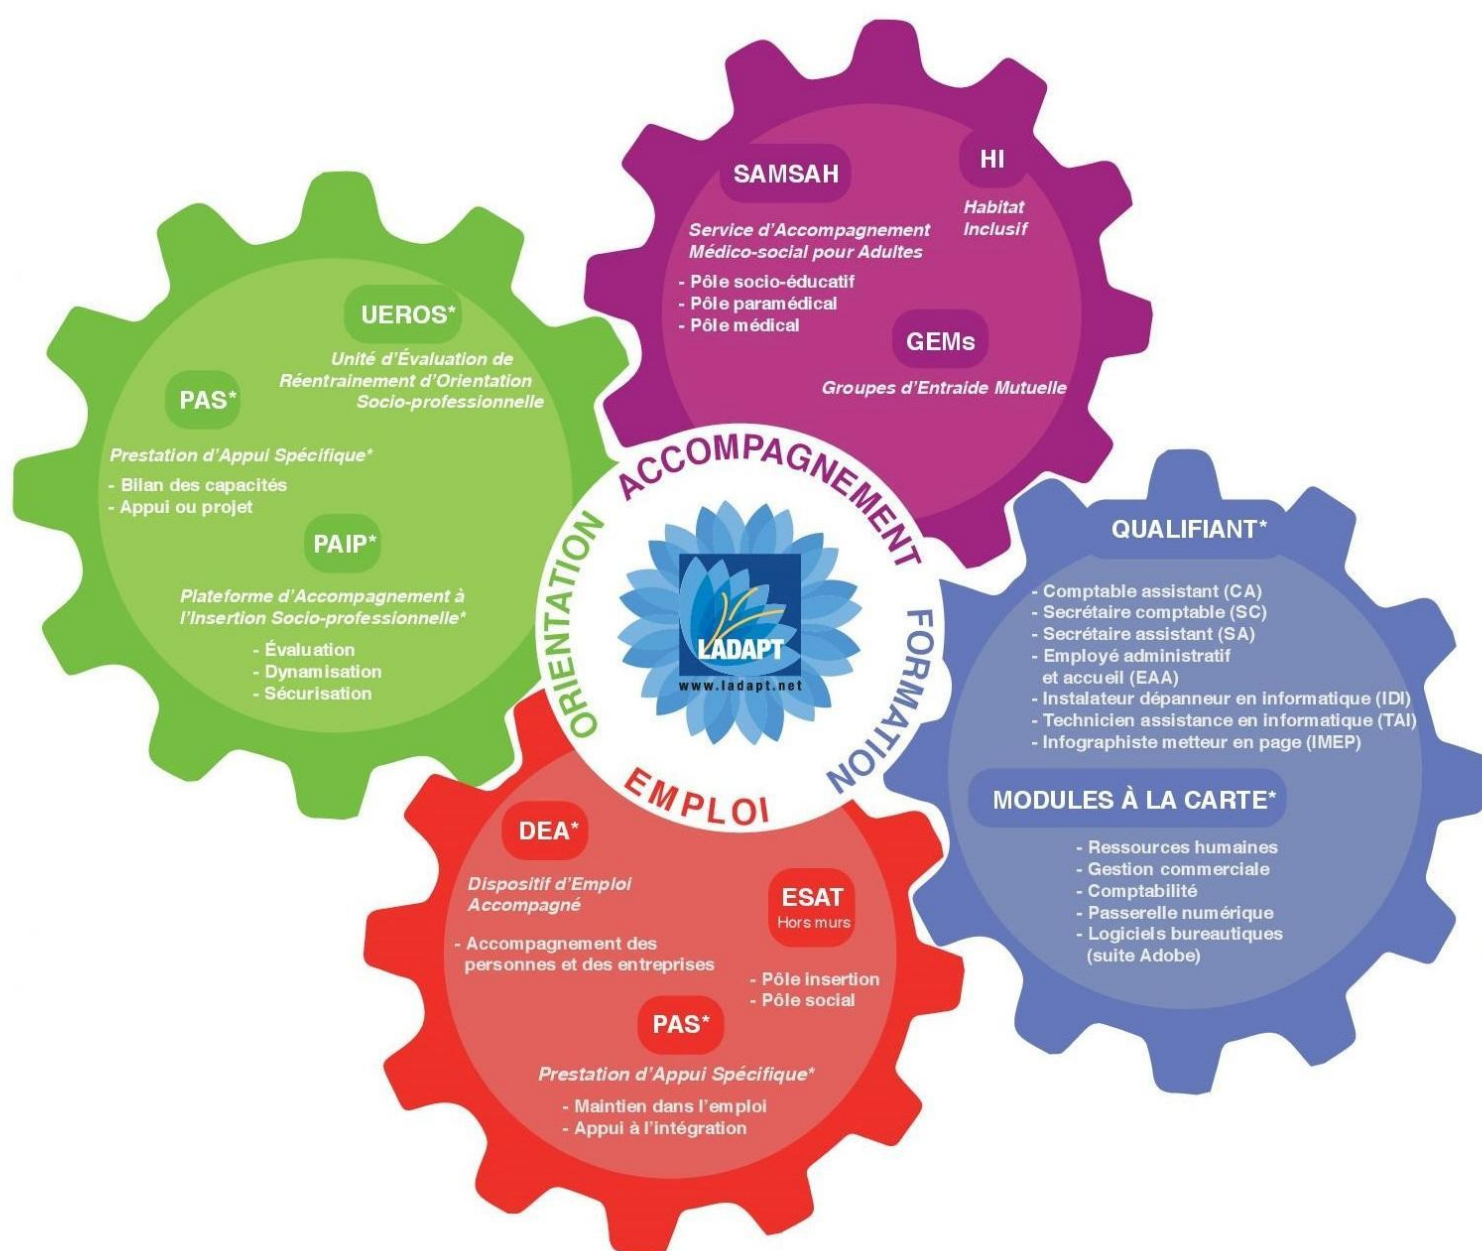 SAMSAH
Service d'Accompagnement
Médico-social pour Adultes
- Pôle socio-éducatif
- Pôle paramédical
- Pôle médical
HI
Habitat
Inclusif
GEMs
Groupes d'Entraide Mutuelle
UEROS*
Unité d'Évaluation de
Réentrainement d'Orientation
Socio-professionnelle
PAS*
Prestation d'Appui Spécifique*
- Bilan des capacités
- Appui ou projet
PAIP*
Plateforme d'Accompagnement à
l'Insertion Socio-professionnelle*
- Évaluation
- Dynamisation
- Sécurisation
ORIENTATION
ACCOMPAGNEMENT
FORMATION
EMPLOI
LADAPT
www.ladapt.net
QUALIFIANT*
- Comptable assistant (CA)
- Secrétaire comptable (SC)
- Secrétaire assistant (SA)
- Employé administratif
et accueil (EAA)
- Instalateur dépanneur en informatique (IDI)
- Technicien assistance en informatique (TAI)
- Infographiste metteur en page (IMEP)
MODULES À LA CARTE*
- Ressources humaines
- Gestion commerciale
- Comptabilité
- Passerelle numérique
- Logiciels bureautiques
(suite Adobe)
DEA*
Dispositif d'Emploi
Accompagné
- Accompagnement des
personnes et des entreprises
ESAT
Hors murs
- Pôle insertion
- Pôle social
PAS*
Prestation d'Appui Spécifique*
- Maintien dans l'emploi
- Appui à l'intégration